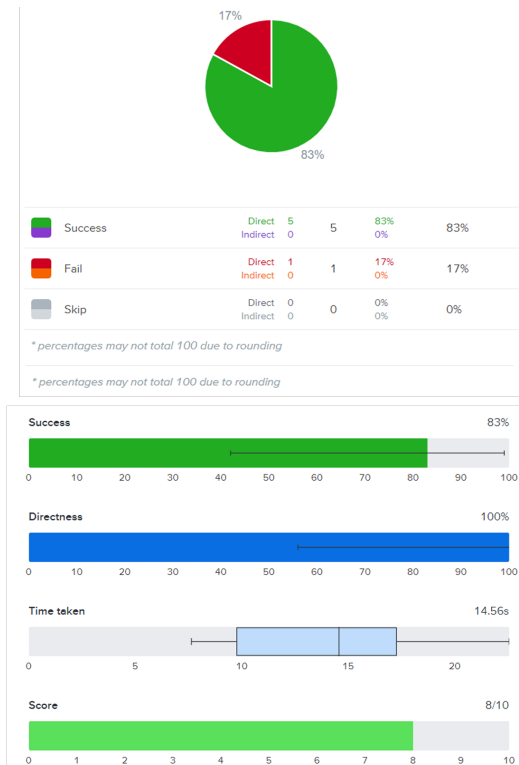 17%
83%
Success Direct 5 5 83% 83%
Indirect 0 0%
Fail Direct 1 1 17% 17%
Indirect 0 0%
Skip Direct 0 0 0% 0%
Indirect 0 0%
* percentages may not total 100 due to rounding
* percentages may not total 100 due to rounding
Success 83%
0 10 20 30 40 50 60 70 80 90 100
Directness 100%
0 10 20 30 40 50 60 70 80 90 100
Time taken 14.56s
0 5 10 15 20
Score 8/10
0 1 2 3 4 5 6 7 8 9 10